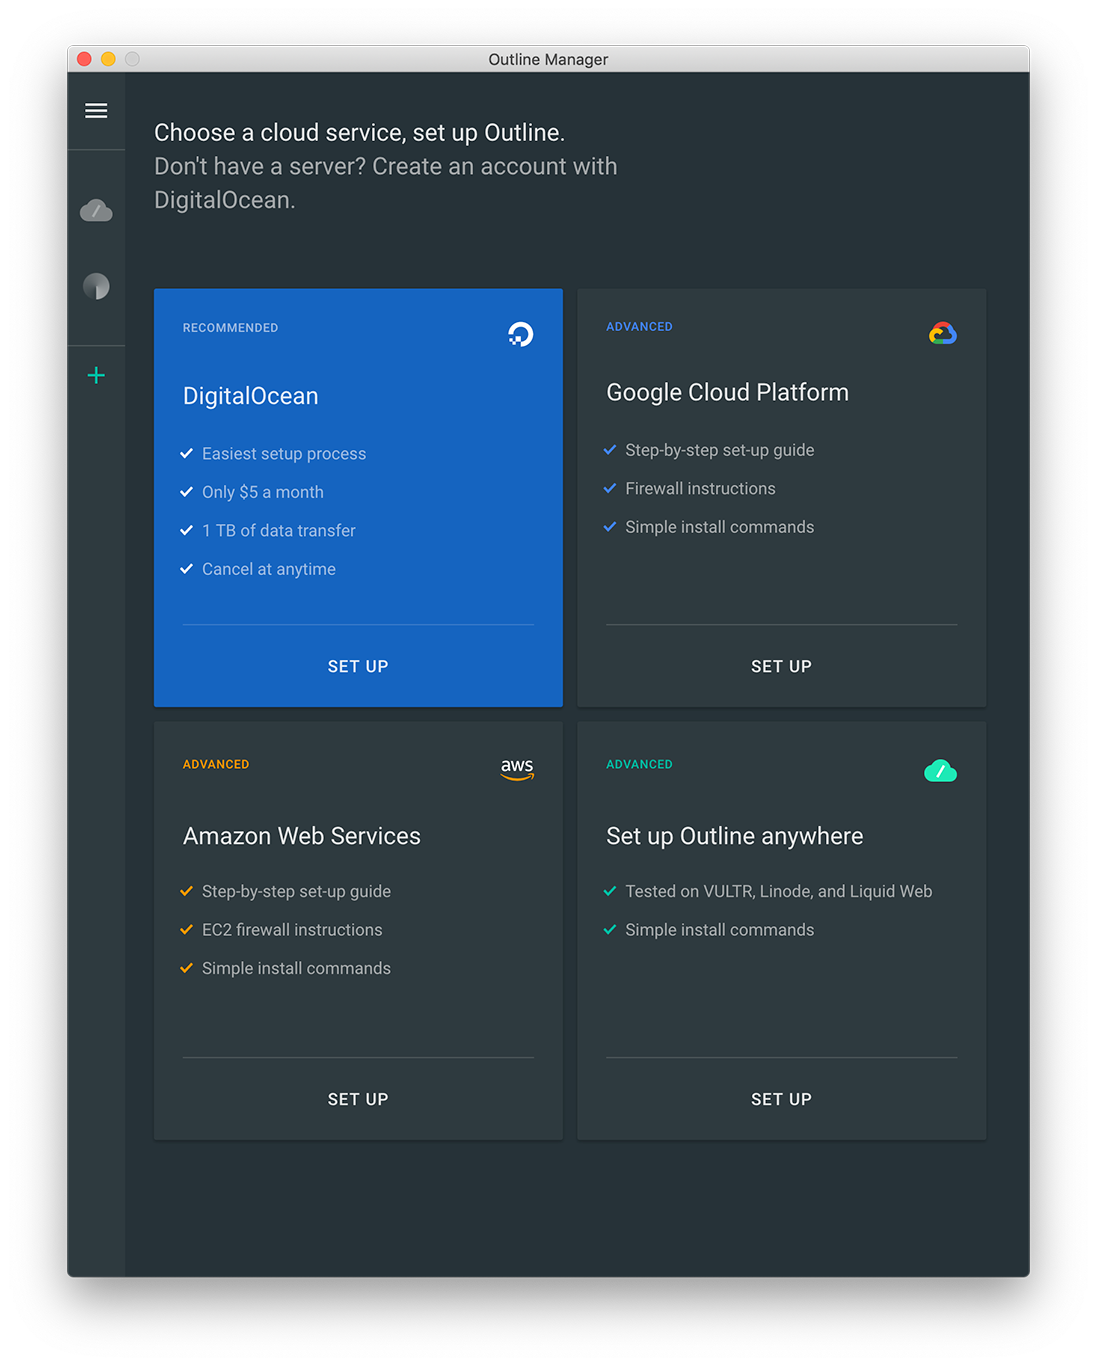 Outline Manager
Choose a cloud service, set up Outline.
Don't have a server? Create an account with
DigitalOcean.
RECOMMENDED
DigitalOcean
Easiest setup process
Only $5 a month
1 TB of data transfer
Cancel at anytime
SET UP
ADVANCED
Google Cloud Platform
Step-by-step set-up guide
Firewall instructions
Simple install commands
SET UP
ADVANCED
aws
Amazon Web Services
Step-by-step set-up guide
EC2 firewall instructions
Simple install commands
SET UP
ADVANCED
Set up Outline anywhere
Tested on VULTR, Linode, and Liquid Web
Simple install commands
SET UP